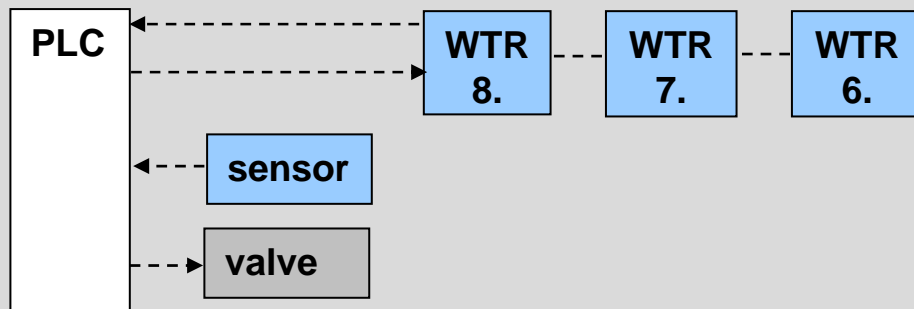 PLC
WTR
8.
WTR
7.
WTR
6.
sensor
valve